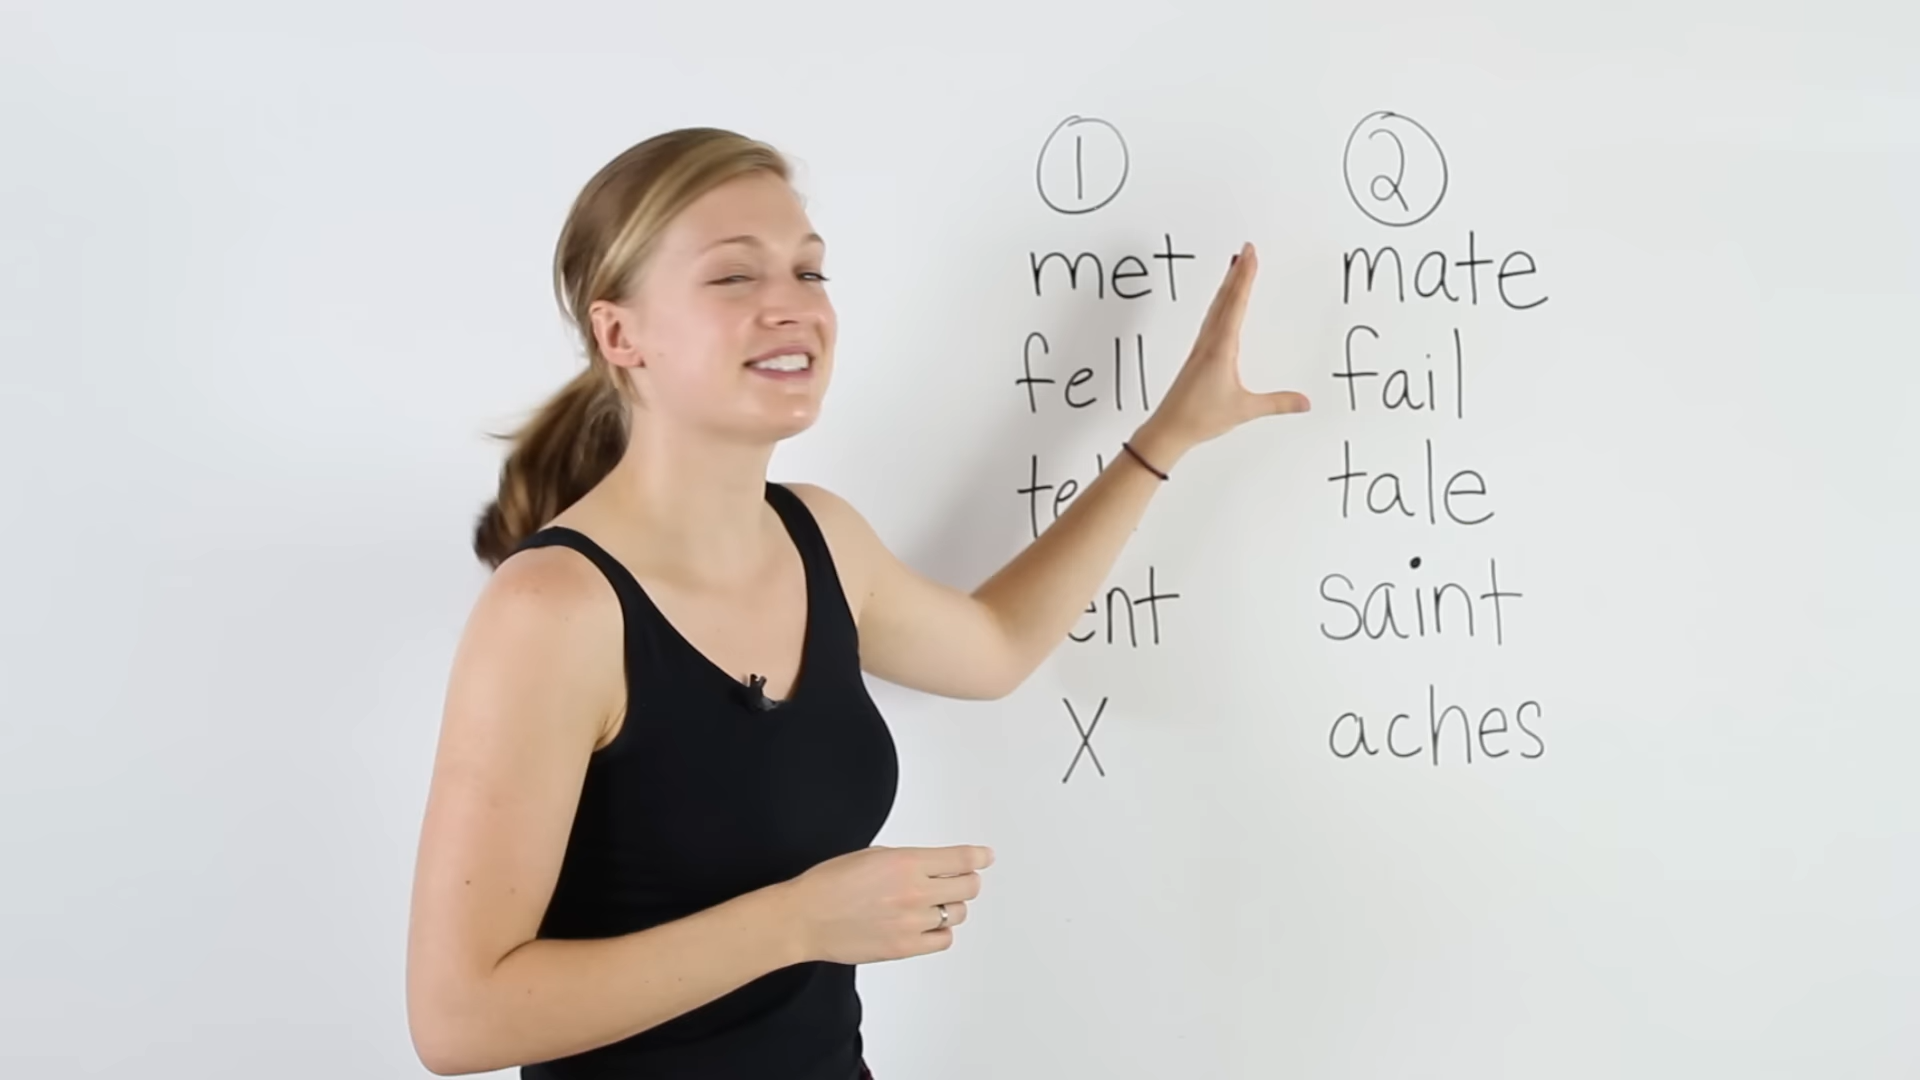 1 2
met mate
fell fail
tale
saint
X aches